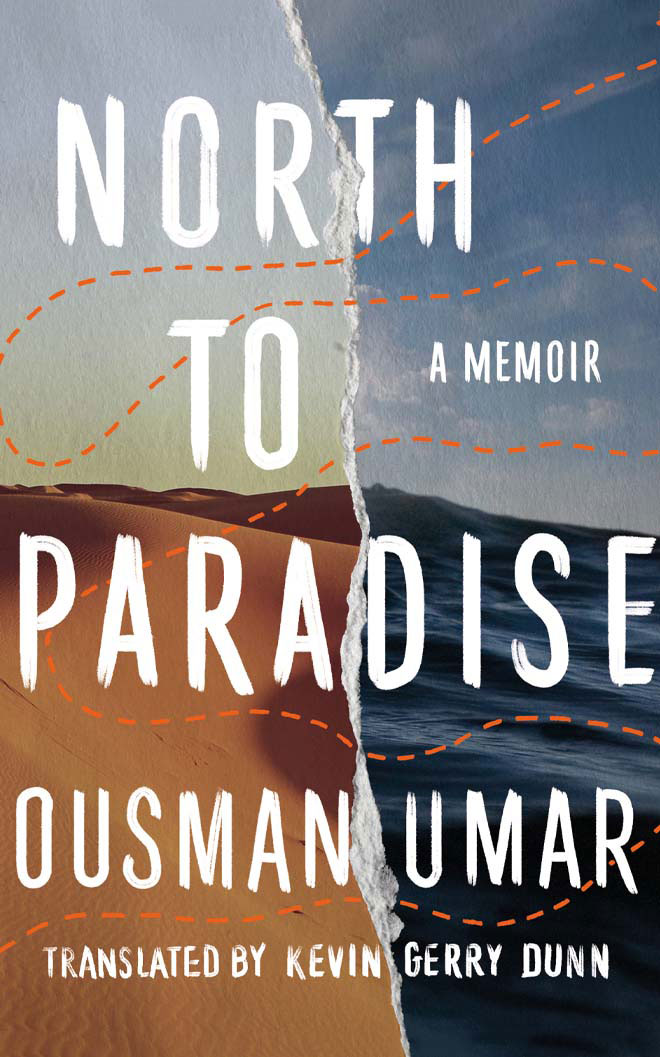 NORTH
TO
A MEMOIR
PARADISE
OUSMAN UMAR
TRANSLATED BY KEVIN GERRY DUNN